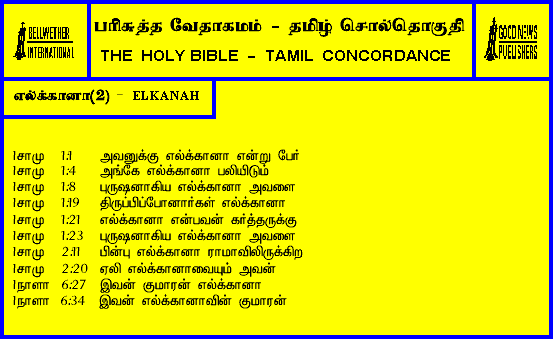 BELLWETHER
INTERNATIONAL
பரிசுத்த வேதாகமம் - தமிழ் சொல்தொகுதி
THE HOLY BIBLE - TAMIL CONCORDANCE
GOOD NEWS
PUBLISHERS
எல்க்கானா(2) - ELKANAH
1சாமு 1:1 அவனுக்கு எல்க்கானா என்று பேர்
1சாமு 1:4 அங்கே எல்க்கானா பலியிடும்
1சாமு 1:8 புருஷனாகிய எல்க்கானா அவளை
1சாமு 1:19 திருப்பிப்போனார்கள் எல்க்கானா
1சாமு 1:21 எல்க்கானா என்பவன் கர்த்தருக்கு
1சாமு 1:23 புருஷனாகிய எல்க்கானா அவளை
1சாமு 2:11 பின்பு எல்க்கானா ராமாவிலிருக்கிற
1சாமு 2:20 ஏலி எல்க்கானாவையும் அவன்
1நாளா 6:27 இவன் குமாரன் எல்க்கானா
1நாளா 6:34 இவன் எல்க்கானாவின் குமாரன்